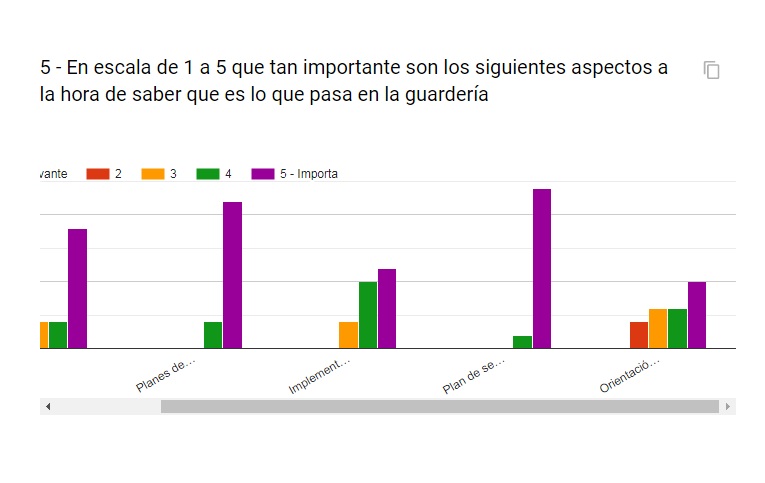 5 - En escala de 1 a 5 que tan importante son los siguientes aspectos a
la hora de saber que es lo que pasa en la guardería
vante 2 3 4 5 - Importa
Planes de…
Implement…
Plan de se…
Orientació…